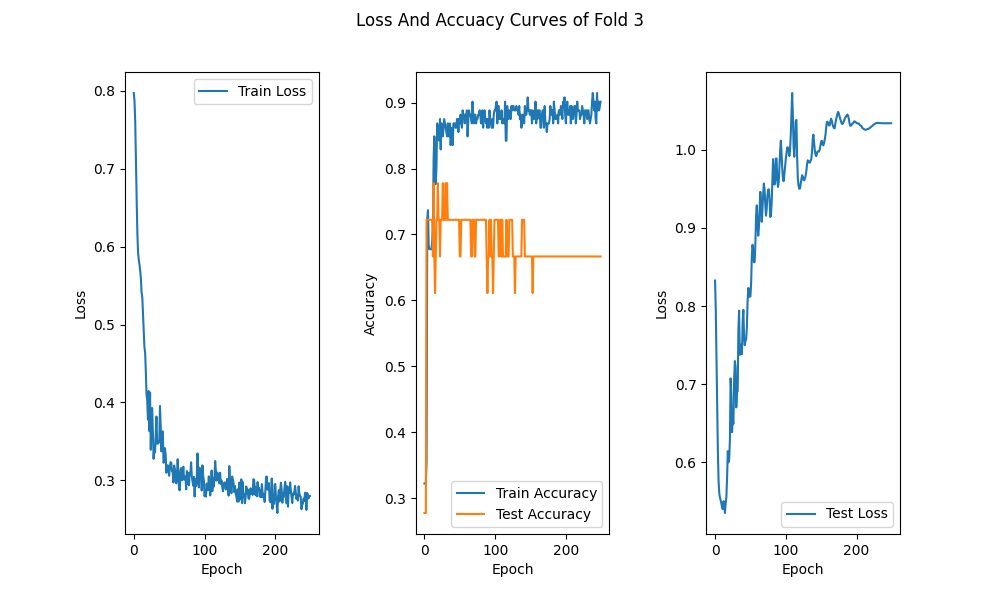 Loss And Accuacy Curves of Fold 3
0.8
0.7
0.6
0.5
0.4
0.3
Loss
0
100
200
Epoch
Train Loss
0.9
0.8
0.7
0.6
0.5
0.4
0.3
Accuracy
0
100
200
Epoch
Train Accuracy
Test Accuracy
1.0
0.9
0.8
0.7
0.6
Loss
0
100
200
Epoch
Test Loss